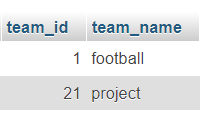 team_id team_name
1 football
21 project